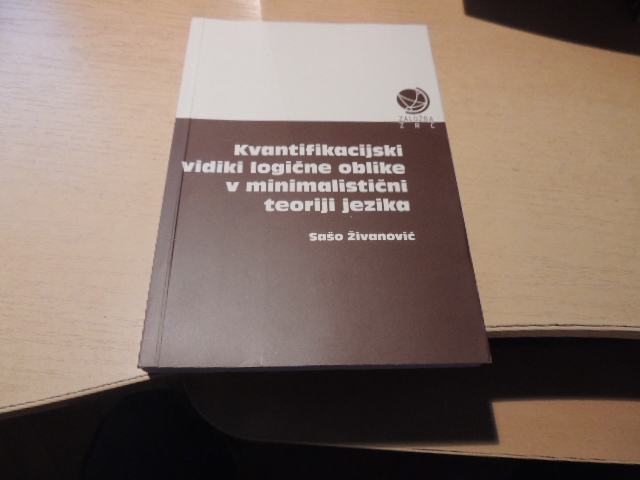 ZALOŽBA
ZRC
Kvantifikacijski
vidiki logične oblike
v minimalistični
teoriji jezika
Sašo Živanović